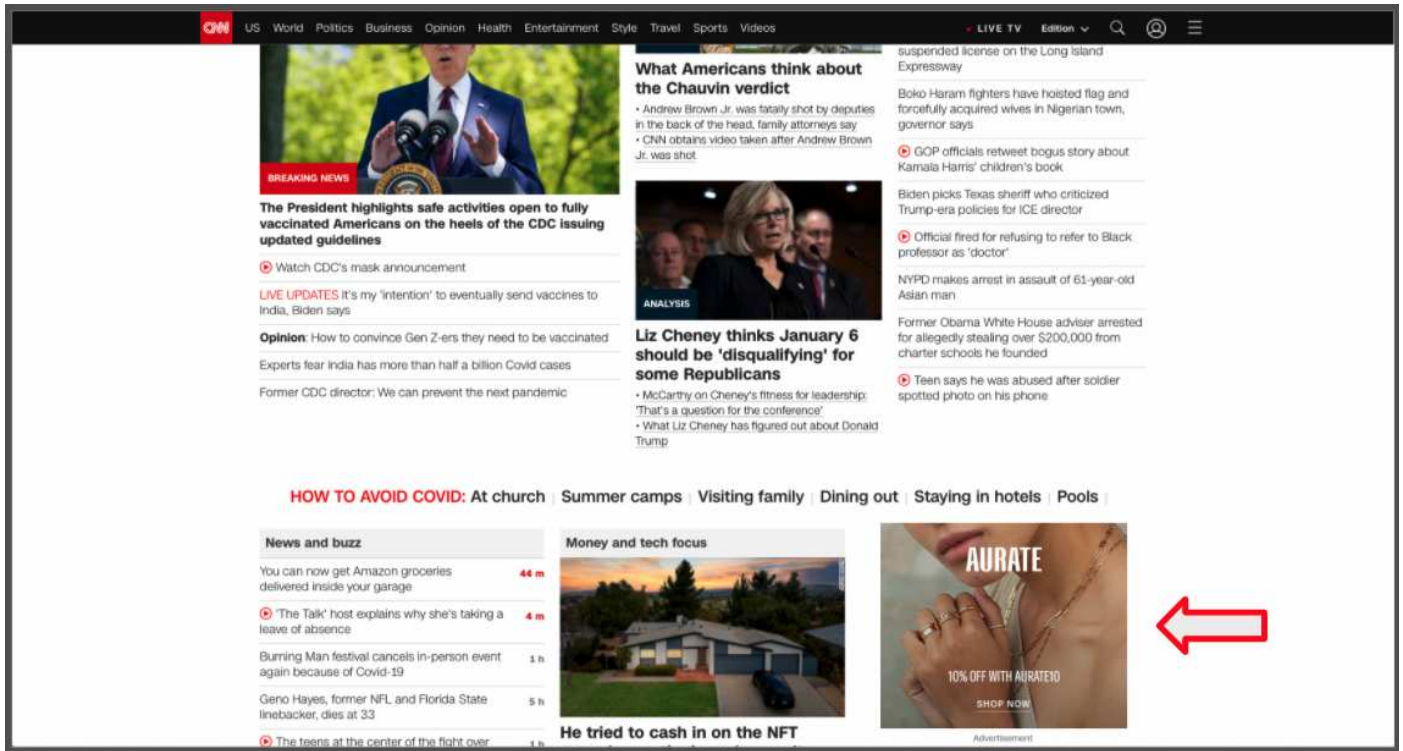 CNN US World Politics Business Opinion Health Entertainment Style Travel Sports Videos LIVE TV Edition
BREAKING NEWS
The President highlights safe activities open to fully
vaccinated Americans on the heels of the CDC issuing
updated guidelines
Watch CDC's mask announcement
LIVE UPDATES It's my 'intention' to eventually send vaccines to
India, Biden says
Opinion: How to convince Gen Z-ers they need to be vaccinated
Experts fear India has more than half a billion Covid cases
Former CDC director: We can prevent the next pandemic
What Americans think about
the Chauvin verdict
• Andrew Brown Jr. was fatally shot by deputies
in the back of the head, family attorneys say
• CNN obtains video taken after Andrew Brown
Jr. was shot
ANALYSIS
Liz Cheney thinks January 6
should be 'disqualifying' for
some Republicans
• McCarthy on Cheney's fitness for leadership:
'That's a question for the conference'
• What Liz Cheney has figured out about Donald
Trump
suspended license on the Long Island
Expressway
Boko Haram fighters have hoisted flag and
forcefully acquired wives in Nigerian town,
governor says
GOP officials retweet bogus story about
Kamala Harris' children's book
Biden picks Texas sheriff who criticized
Trump-era policies for ICE director
Official fired for refusing to refer to Black
professor as 'doctor'
NYPD makes arrest in assault of 61-year-old
Asian man
Former Obama White House adviser arrested
for allegedly stealing over $200,000 from
charter schools he founded
Teen says he was abused after soldier
spotted photo on his phone
HOW TO AVOID COVID: At church | Summer camps | Visiting family | Dining out | Staying in hotels | Pools |
News and buzz
You can now get Amazon groceries 44 m
delivered inside your garage
'The Talk' host explains why she's taking a 4 m
leave of absence
Burning Man festival cancels in-person event 1 h
again because of Covid-19
Geno Hayes, former NFL and Florida State 5 h
linebacker, dies at 33
The teens at the center of the fight over 1 h
Money and tech focus
He tried to cash in on the NFT
AURATE
10% OFF WITH AURATE10
SHOP NOW
Advertisement